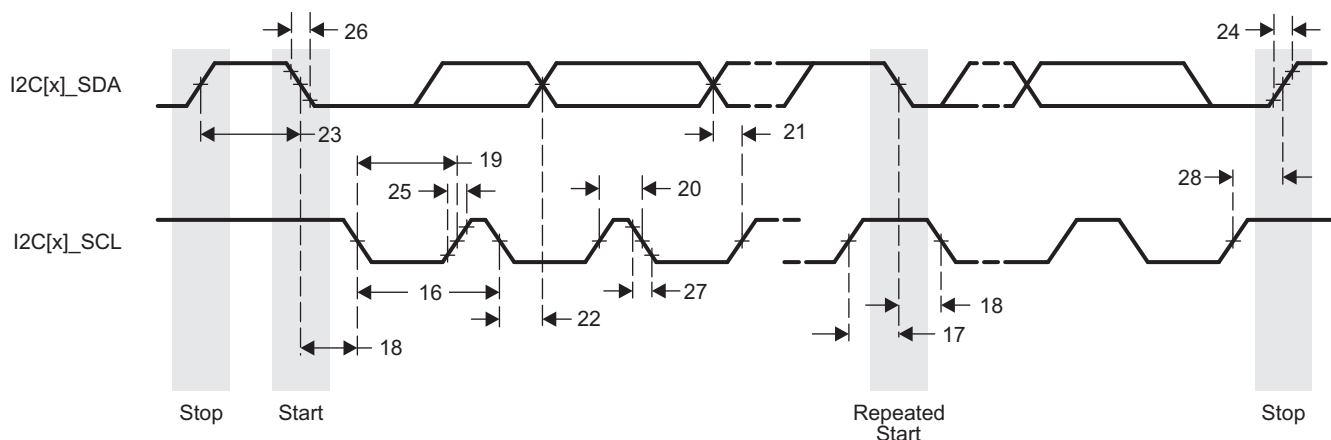 26
24
I2C[x]_SDA
23
21
19
25
20
28
I2C[x]_SCL
16
27
22
18
18
17
Stop
Start
Repeated
Start
Stop